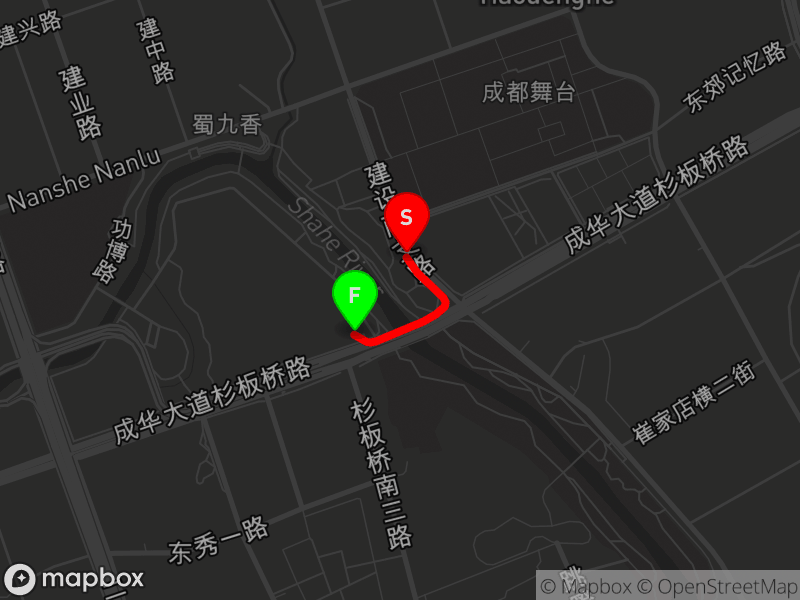 建兴路
建中路
建业路
蜀九香
Nanshe Nanlu
功博路
Shahe River
建设
路
S
F
成都舞台
东郊记忆路
成华大道杉板桥路
成华大道杉板桥路
杉板桥南三路
东秀一路
崔家店横二街
mapbox
© Mapbox © OpenStreetMap